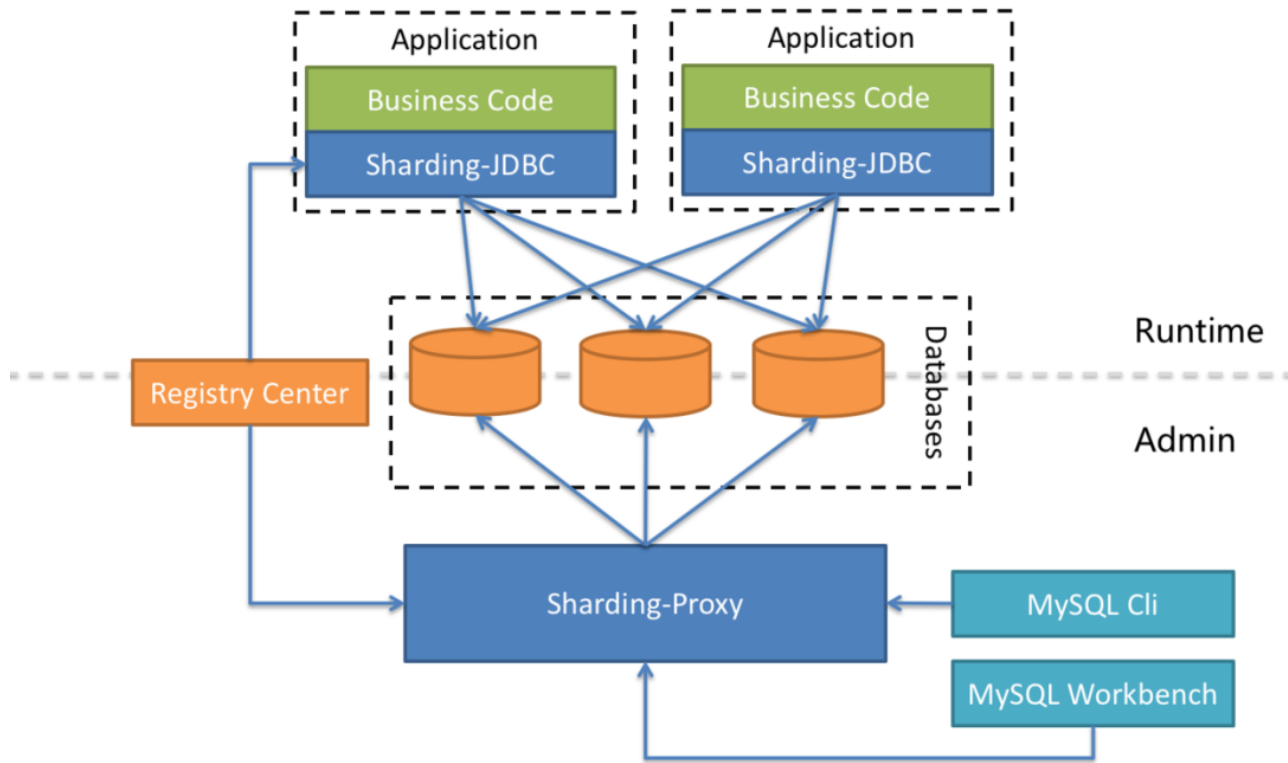 Application
Business Code
Sharding-JDBC
Application
Business Code
Sharding-JDBC
Databases
Runtime
Registry Center
Admin
Sharding-Proxy
MySQL Cli
MySQL Workbench